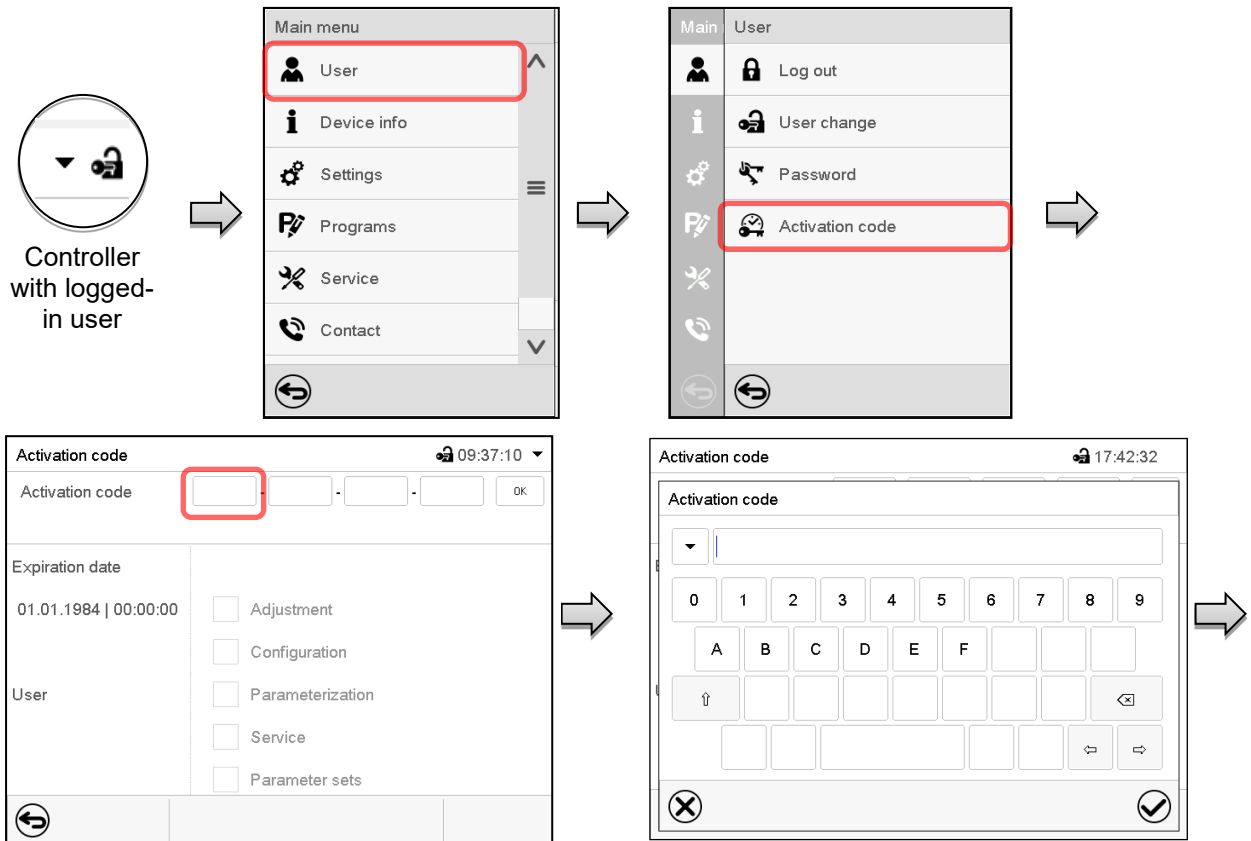 Controller
with logged-
in user
Main menu
User
Device info
Settings
Programs
Service
Contact
Main
User
Log out
User change
Password
Activation code
Activation code 09:37:10
Activation code - - - OK
Expiration date
01.01.1984 | 00:00:00
User
Adjustment
Configuration
Parameterization
Service
Parameter sets
Activation code 17:42:32
Activation code
0 1 2 3 4 5 6 7 8 9
A B C D E F